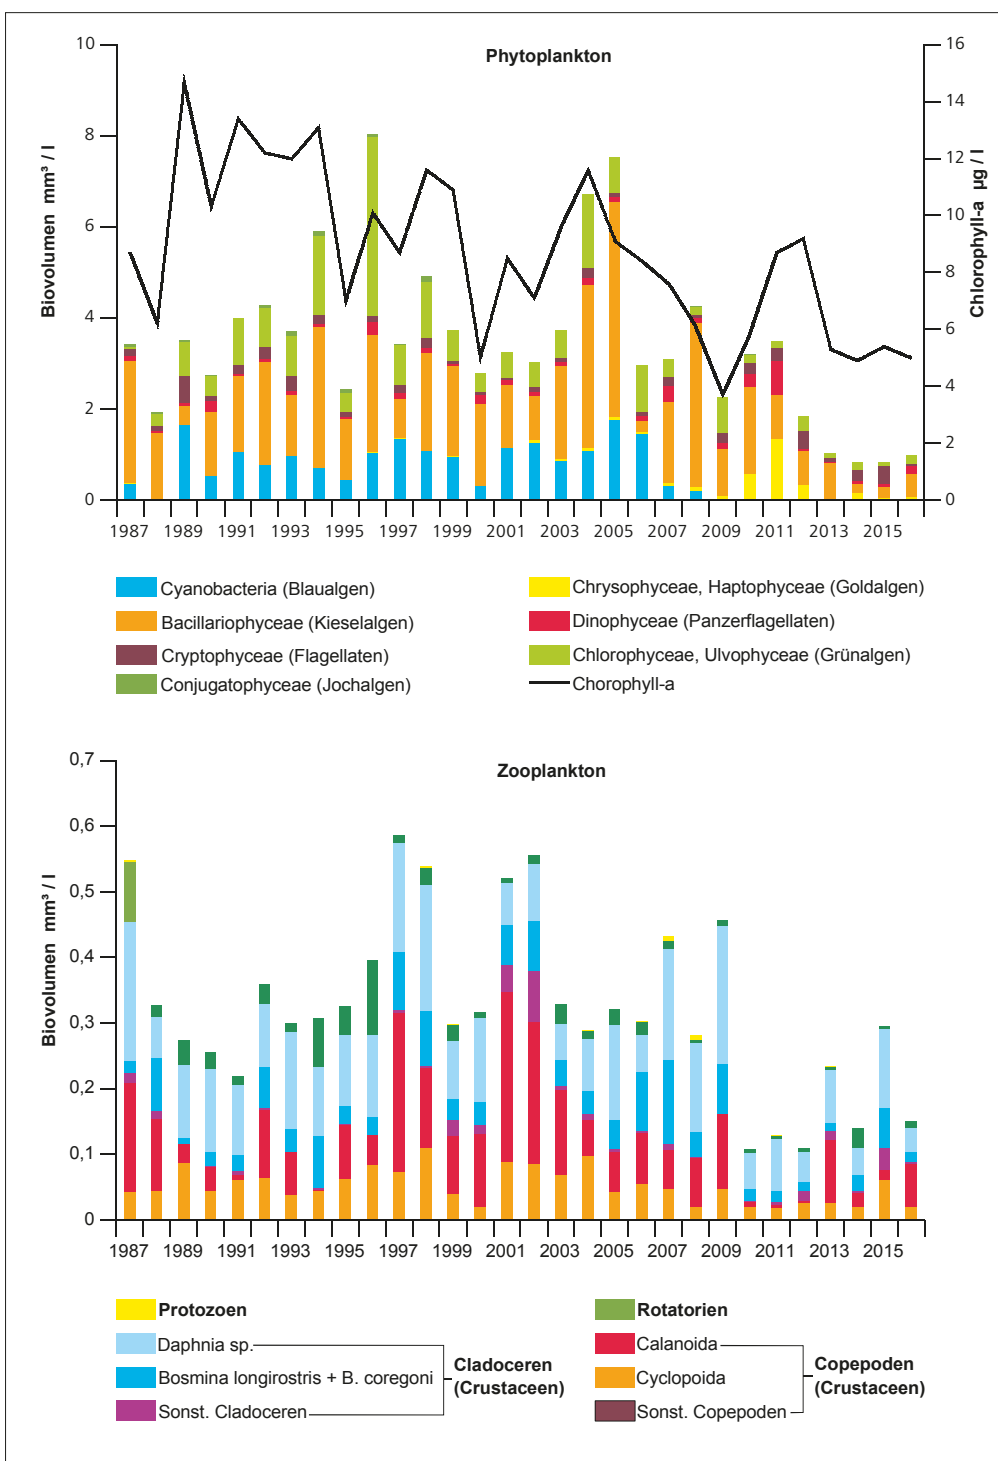 Phytoplankton
Biovolumen mm³ / l
Chlorophyll-a µg / l
10
8
6
4
2
0
16
14
12
10
8
6
4
2
0
1987 1989 1991 1993 1995 1997 1999 2001 2003 2005 2007 2009 2011 2013 2015
Cyanobacteria (Blaualgen)
Bacillariophyceae (Kieselalgen)
Cryptophyceae (Flagellaten)
Conjugatophyceae (Jochalgen)
Chrysophyceae, Haptophyceae (Goldalgen)
Dinophyceae (Panzerflagellaten)
Chlorophyceae, Ulvophyceae (Grünalgen)
Chorophyll-a
Zooplankton
Biovolumen mm³ / l
0,7
0,6
0,5
0,4
0,3
0,2
0,1
0
1987 1989 1991 1993 1995 1997 1999 2001 2003 2005 2007 2009 2011 2013 2015
Protozoen
Daphnia sp.
Bosmina longirostris + B. coregoni
Sonst. Cladoceren
Cladoceren
(Crustaceen)
Rotatorien
Calanoida
Cyclopoida
Sonst. Copepoden
Copepoden
(Crustaceen)